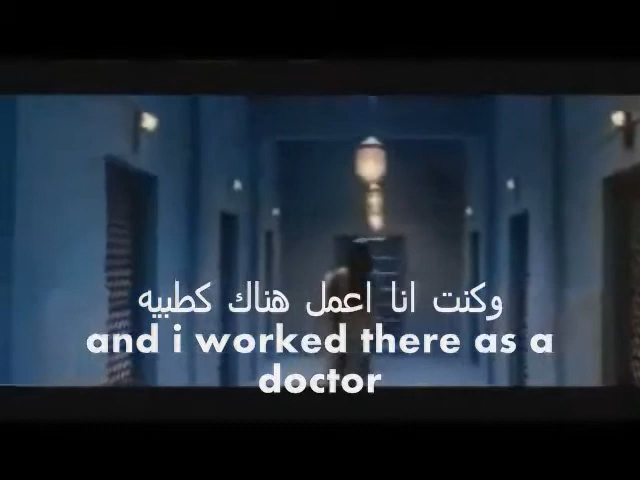 وكنت انا اعمل هناك كطبيه
and i worked there as a
doctor